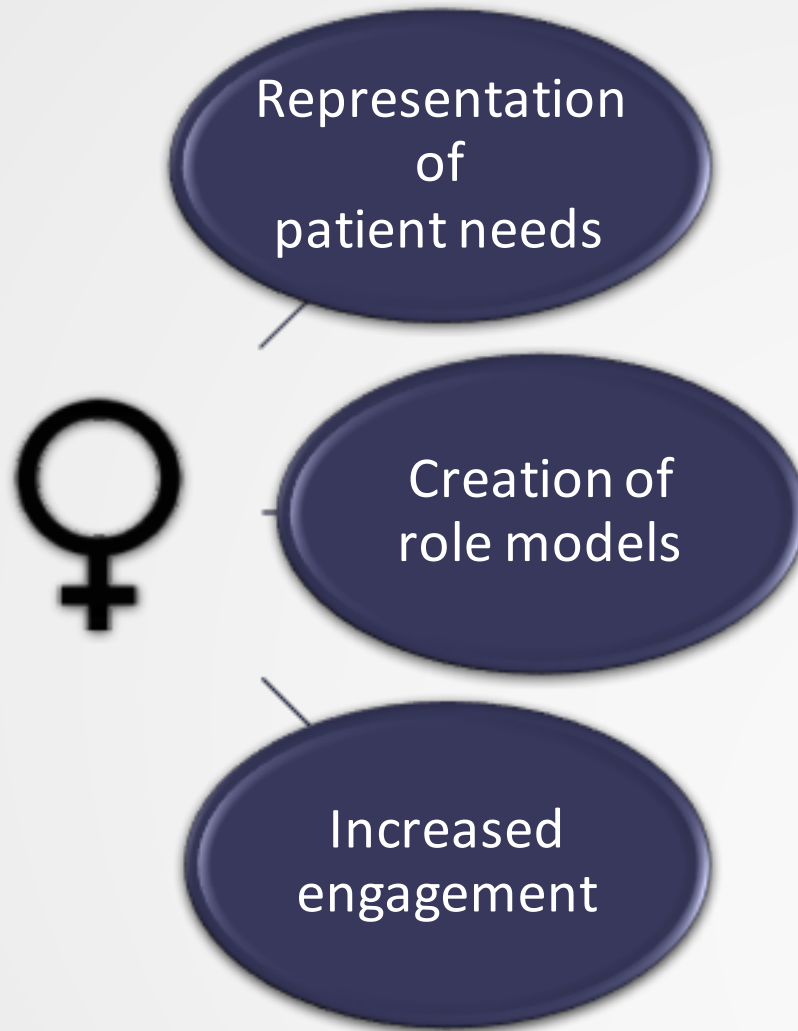 Representation
of
patient needs
Creation of
role models
Increased
engagement